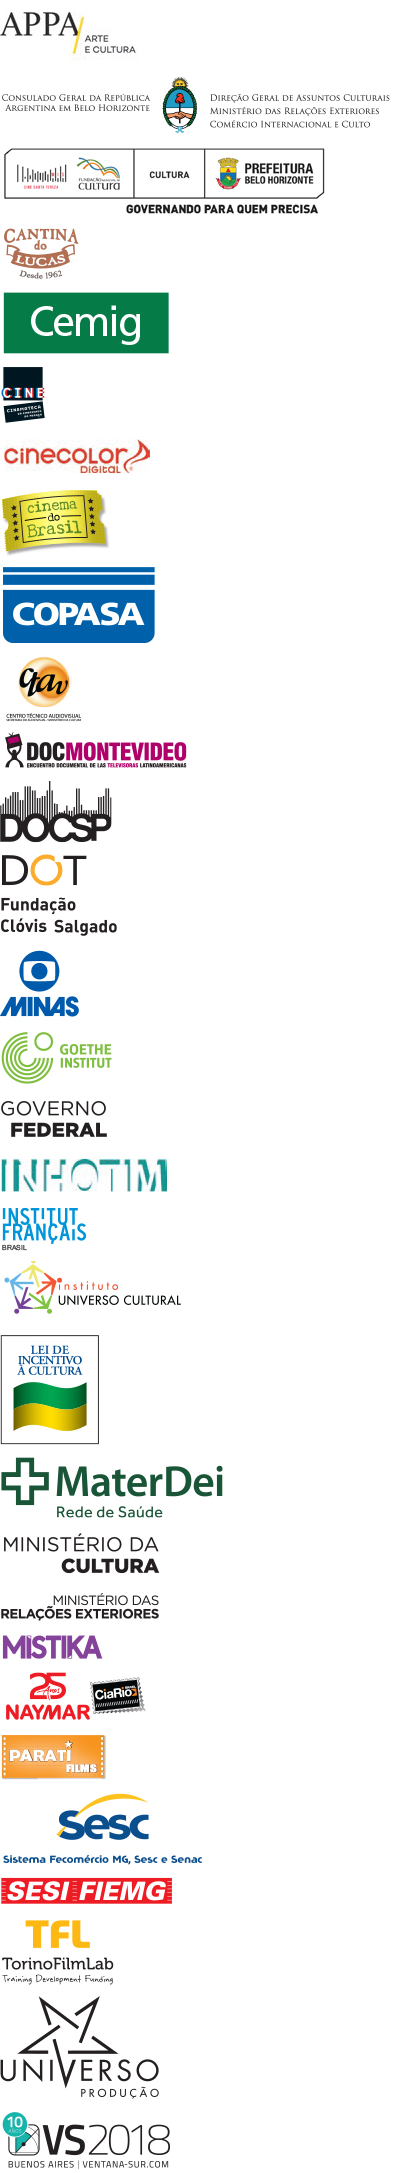 APPA
ARTE
E CULTURA
CONSULADO GERAL DA REPÚBLICA
ARGENTINA EM BELO HORIZONTE
DIREÇÃO GERAL DE ASSUNTOS CULTURAIS
MINISTÉRIO DAS RELAÇÕES EXTERIORES
COMÉRCIO INTERNACIONAL E CULTO
CINE SANTA TEREZA
FUNDAÇÃO MUNICIPAL DE
CULTURA
CULTURA
PREFEITURA
BELO HORIZONTE
GOVERNANDO PARA QUEM PRECISA
CANTINA
do
LUCAS
Desde 1962
Cemig
CINE
CINEMATECA
cinecolor
DIGITAL
cinema
do
Brasil
COPASA
ctav
CENTRO TÉCNICO AUDIOVISUAL
DOCMONTEVIDEO
ENCUENTRO DOCUMENTAL DE LAS TELEVISORAS LATINOAMERICANAS
DOCSP
DOT
Fundação
Clóvis Salgado
MINAS
GOETHE
INSTITUT
GOVERNO
FEDERAL
INHOTIM
INSTITUT
FRANÇAIS
BRASIL
instituto
UNIVERSO CULTURAL
LEI DE
INCENTIVO
À CULTURA
MaterDei
Rede de Saúde
MINISTÉRIO DA
CULTURA
MINISTÉRIO DAS
RELAÇÕES EXTERIORES
MISTIKA
25
NAYMAR
CiaRio
PARATI
FILMS
Sesc
Sistema Fecomércio MG, Sesc e Senac
SESI FIEMG
TFL
TorinoFilmLab
Training Development Funding
UNIVERSO
PRODUÇÃO
10
AÑOS
VS2018
BUENOS AIRES | VENTANA-SUR.COM